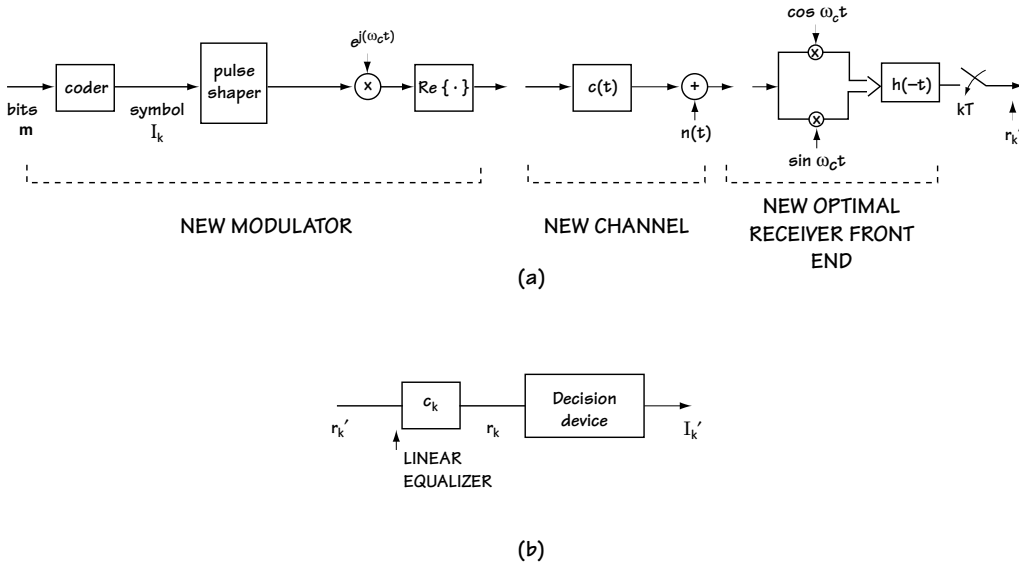 bits
m
coder
symbol
I_k
pulse
shaper
e^{j(ω_c t)}
x
Re { · }
NEW MODULATOR
c(t)
+
n(t)
NEW CHANNEL
cos ω_c t
x
x
sin ω_c t
h(-t)
kT
r_k'
NEW OPTIMAL
RECEIVER FRONT
END
(a)
r_k'
c_k
LINEAR
EQUALIZER
r_k
Decision
device
I_k'
(b)